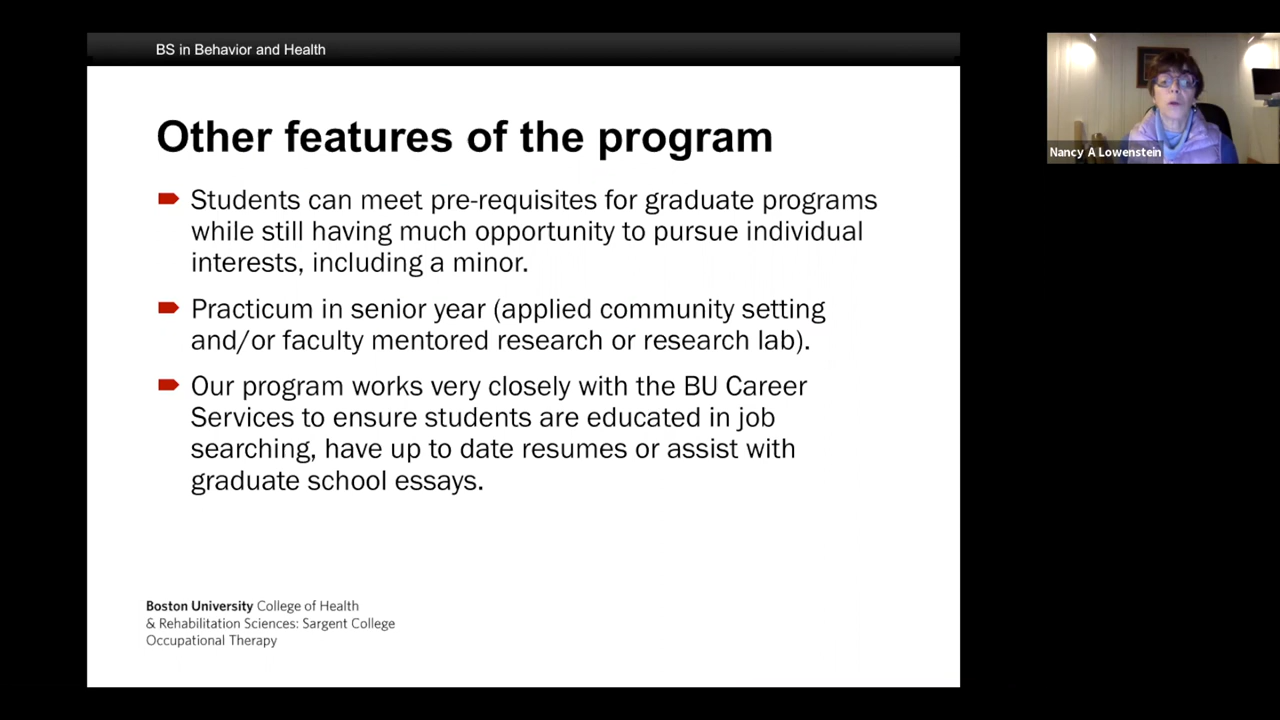 BS in Behavior and Health
Other features of the program
Students can meet pre-requisites for graduate programs
while still having much opportunity to pursue individual
interests, including a minor.
Practicum in senior year (applied community setting
and/or faculty mentored research or research lab).
Our program works very closely with the BU Career
Services to ensure students are educated in job
searching, have up to date resumes or assist with
graduate school essays.
Boston University College of Health
& Rehabilitation Sciences: Sargent College
Occupational Therapy
Nancy A Lowenstein